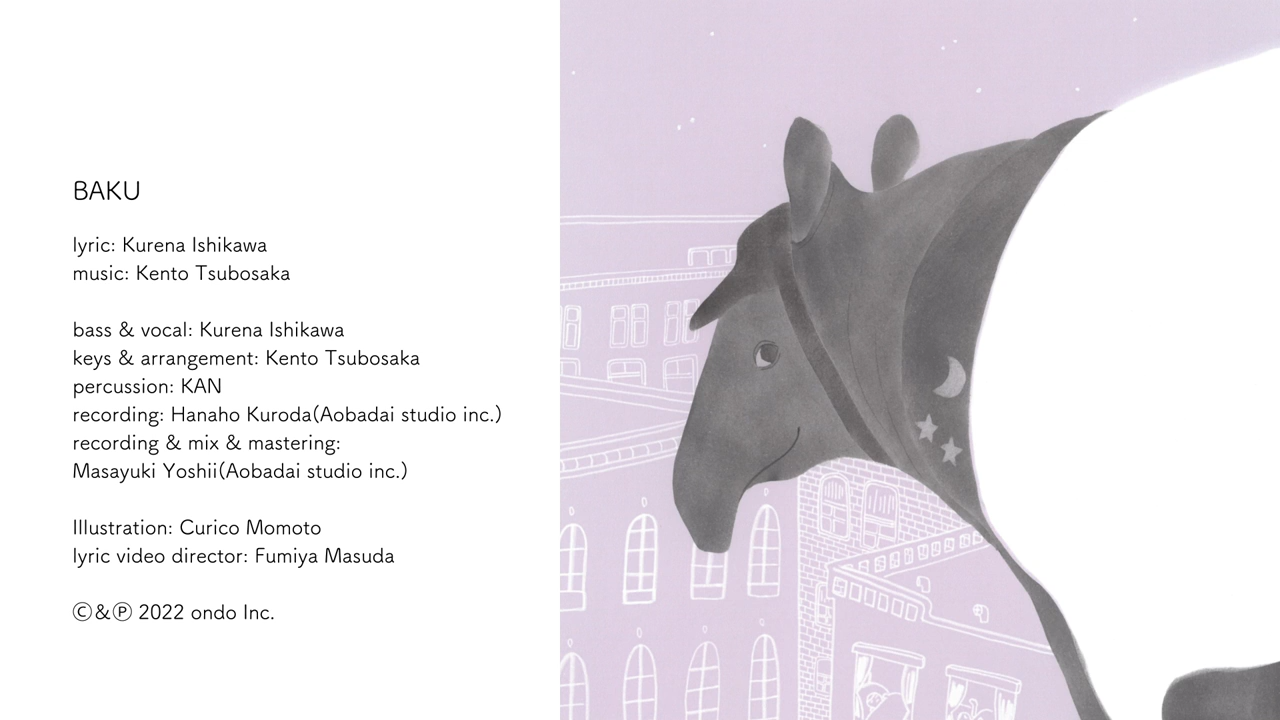 BAKU
lyric: Kurena Ishikawa
music: Kento Tsubosaka
bass & vocal: Kurena Ishikawa
keys & arrangement: Kento Tsubosaka
percussion: KAN
recording: Hanaho Kuroda(Aobadai studio inc.)
recording & mix & mastering:
Masayuki Yoshii(Aobadai studio inc.)
Illustration: Curico Momoto
lyric video director: Fumiya Masuda
Ⓒ&Ⓟ 2022 ondo Inc.